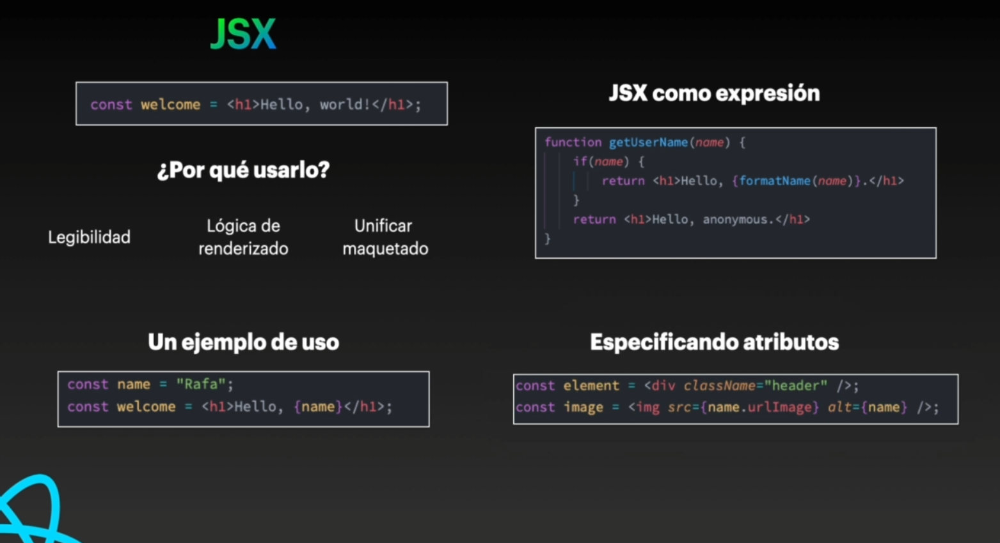 JSX
const welcome = <h1>Hello, world!</h1>;
¿Por qué usarlo?
Legibilidad
Lógica de
renderizado
Unificar
maquetado
JSX como expresión
function getUserName(name) {
if(name) {
return <h1>Hello, {formatName(name)}.</h1>
}
return <h1>Hello, anonymous.</h1>
}
Un ejemplo de uso
const name = "Rafa";
const welcome = <h1>Hello, {name}</h1>;
Especificando atributos
const element = <div className="header" />;
const image = <img src={name.urlImage} alt={name} />;